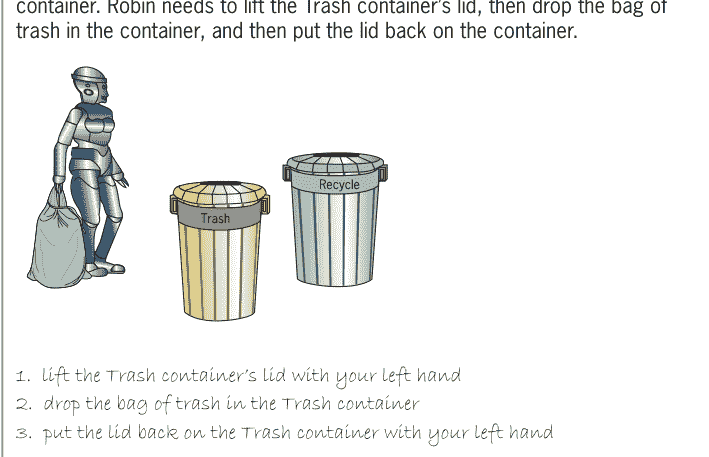 container. Robin needs to lift the Trash container's lid, then drop the bag of
trash in the container, and then put the lid back on the container.
Recycle
Trash
1. lift the Trash container's lid with your left hand
2. drop the bag of trash in the Trash container
3. put the lid back on the Trash container with your left hand